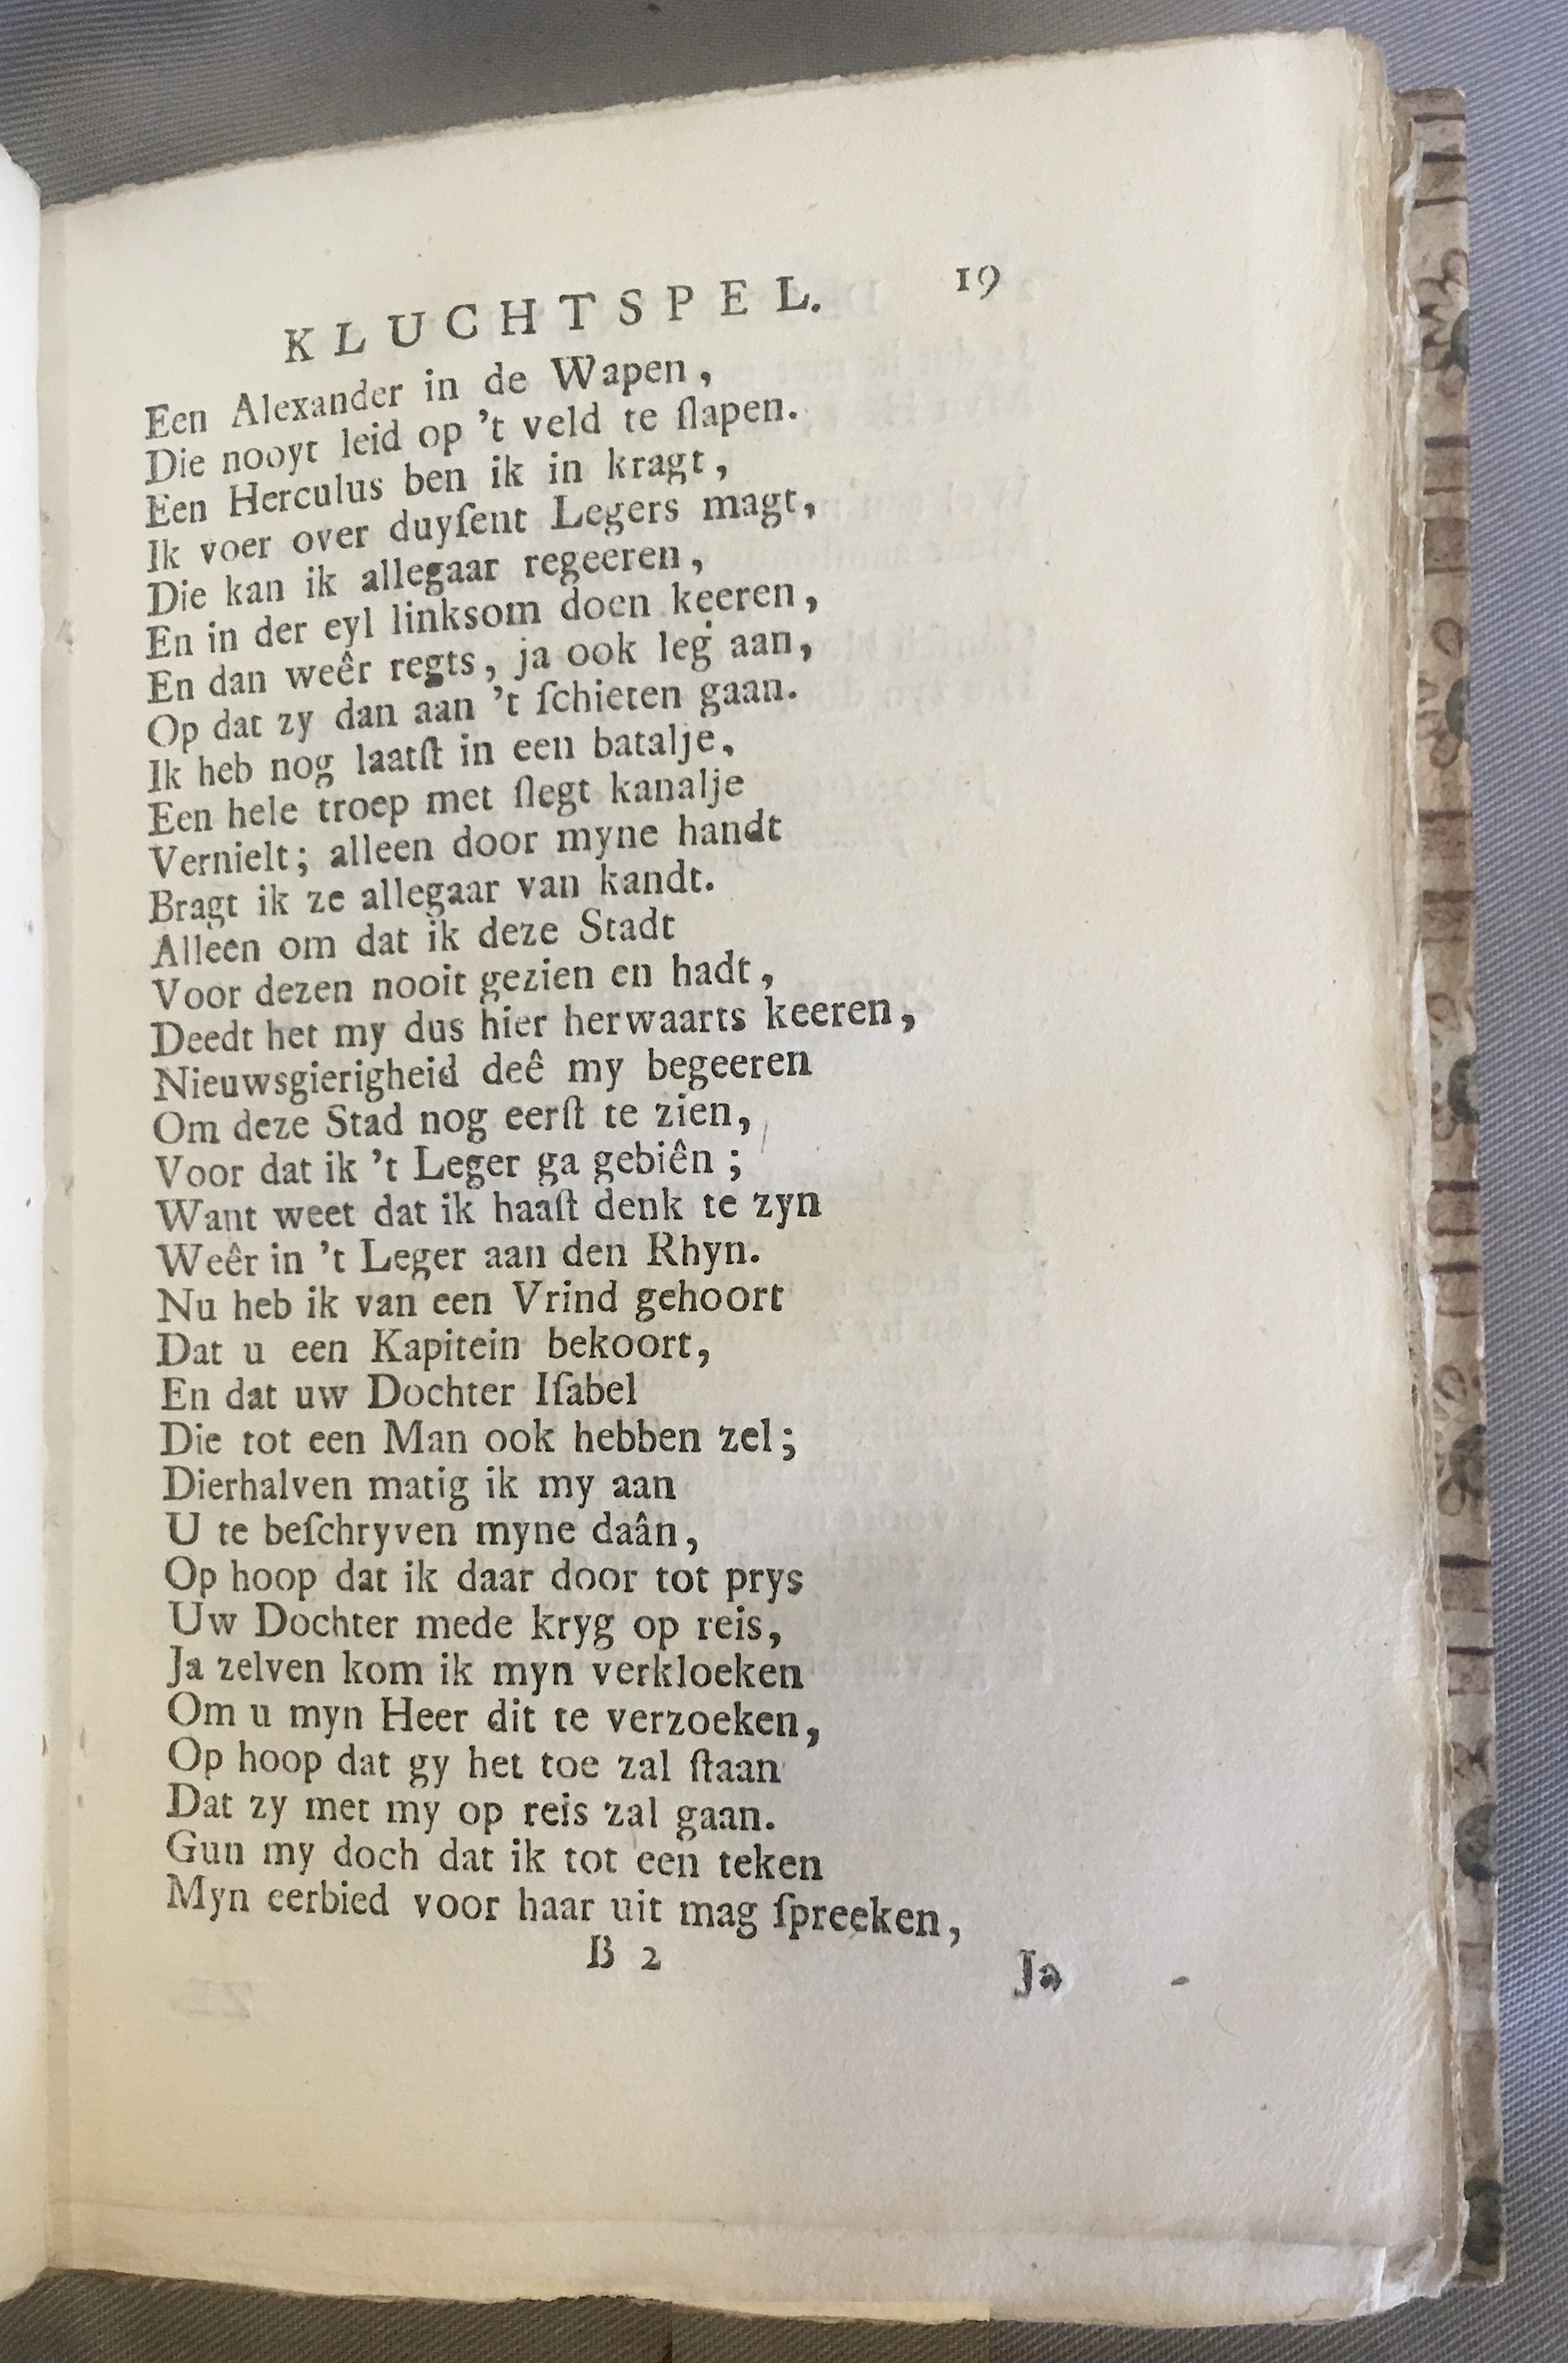 KLUCHTSPEL. 19
Een Alexander in de Wapen,
Die nooyt leid op 't veld te ſlapen.
Een Herculus ben ik in kragt,
Ik voer over duyſent Legers magt,
Die kan ik allegaar regeeren,
En in der eyl linksom doen keeren,
En dan weêr regts, ja ook leg aan,
Op dat zy dan aan 't ſchieten gaan.
Ik heb nog laatſt in een batalje,
Een hele troep met ſlegt kanalje
Vernielt; alleen door myne handt
Bragt ik ze allegaar van kandt.
Alleen om dat ik deze Stadt
Voor dezen nooit gezien en hadt,
Deedt het my dus hier herwaarts keeren,
Nieuwsgierigheid deê my begeeren
Om deze Stad nog eerſt te zien,
Voor dat ik 't Leger ga gebiên;
Want weet dat ik haaſt denk te zyn
Weêr in 't Leger aan den Rhyn.
Nu heb ik van een Vrind gehoort
Dat u een Kapitein bekoort,
En dat uw Dochter Iſabel
Die tot een Man ook hebben zel;
Dierhalven matig ik my aan
U te beſchryven myne daân,
Op hoop dat ik daar door tot prys
Uw Dochter mede kryg op reis,
Ja zelven kom ik myn verkloeken
Om u myn Heer dit te verzoeken,
Op hoop dat gy het toe zal ſtaan
Dat zy met my op reis zal gaan.
Gun my doch dat ik tot een teken
Myn eerbied voor haar uit mag ſpreeken,
B 2
Ja